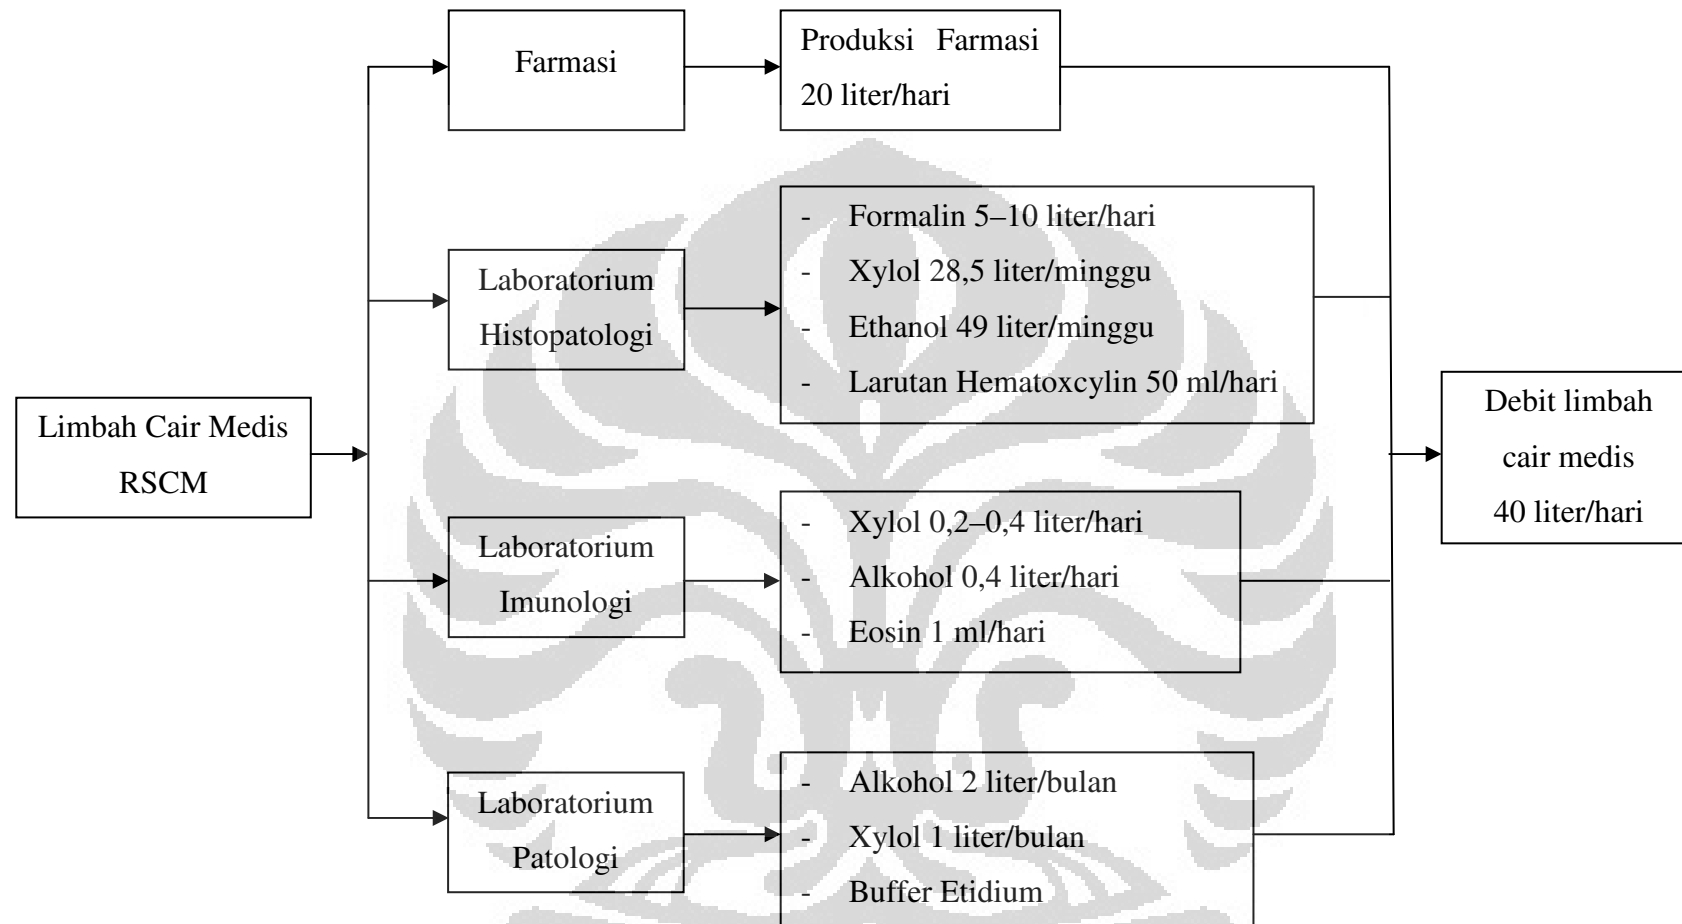 Limbah Cair Medis
RSCM
Farmasi
Produksi Farmasi
20 liter/hari
Laboratorium
Histopatologi
- Formalin 5–10 liter/hari
- Xylol 28,5 liter/minggu
- Ethanol 49 liter/minggu
- Larutan Hematoxcylin 50 ml/hari
Laboratorium
Imunologi
- Xylol 0,2–0,4 liter/hari
- Alkohol 0,4 liter/hari
- Eosin 1 ml/hari
Laboratorium
Patologi
- Alkohol 2 liter/bulan
- Xylol 1 liter/bulan
- Buffer Etidium
Debit limbah
cair medis
40 liter/hari